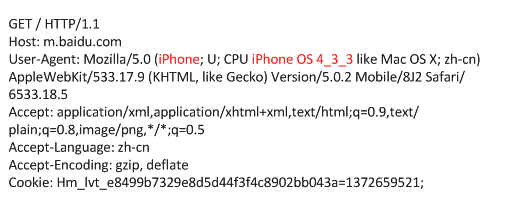 GET / HTTP/1.1
Host: m.baidu.com
User-Agent: Mozilla/5.0 (iPhone; U; CPU iPhone OS 4_3_3 like Mac OS X; zh-cn)
AppleWebKit/533.17.9 (KHTML, like Gecko) Version/5.0.2 Mobile/8J2 Safari/
6533.18.5
Accept: application/xml,application/xhtml+xml,text/html;q=0.9,text/
plain;q=0.8,image/png,*/*;q=0.5
Accept-Language: zh-cn
Accept-Encoding: gzip, deflate
Cookie: Hm_lvt_e8499b7329e8d5d44f3f4c8902bb043a=1372659521;